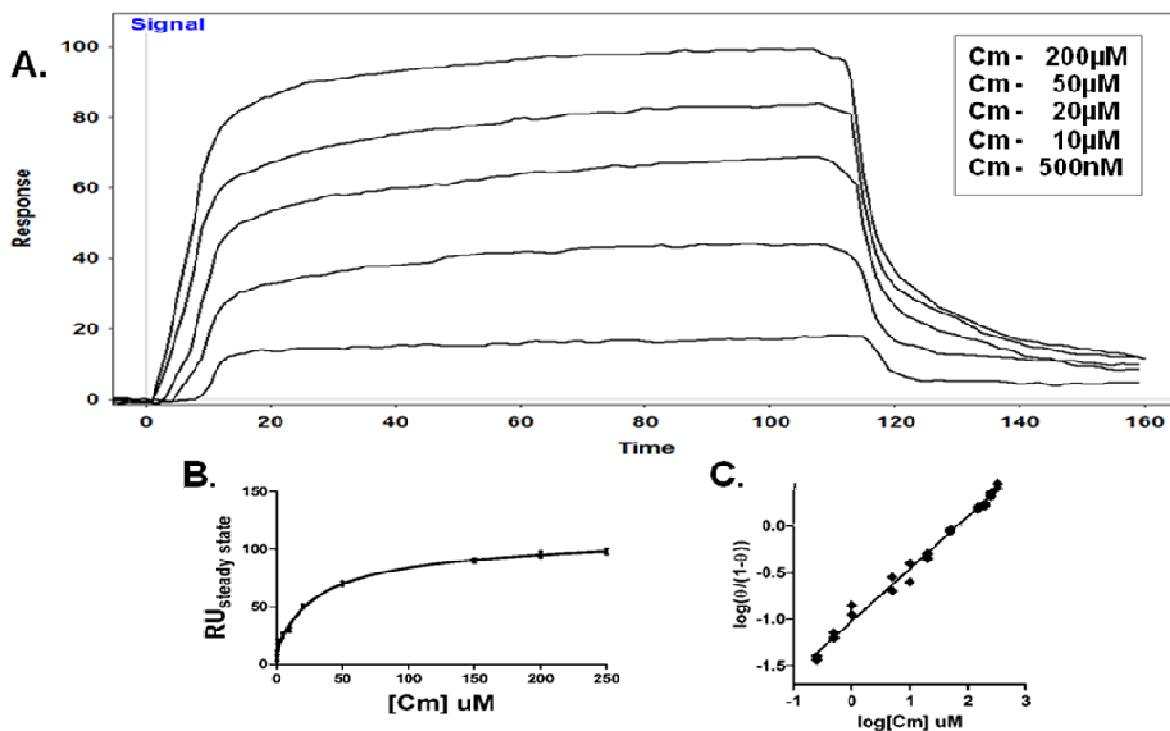 Signal
A.
100
80
60
40
20
0
Response
Cm - 200µM
Cm - 50µM
Cm - 20µM
Cm - 10µM
Cm - 500nM
0 20 40 60 80 100 120 140 160
Time
B.
150
100
50
0
RUsteady state
0 50 100 150 200 250
[Cm] uM
C.
0.0
-0.5
-1.0
-1.5
log(θ/(1-θ))
-1 0 1 2 3
log[Cm] uM